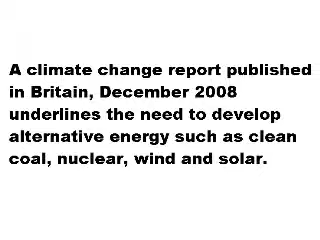 A climate change report published
in Britain, December 2008
underlines the need to develop
alternative energy such as clean
coal, nuclear, wind and solar.